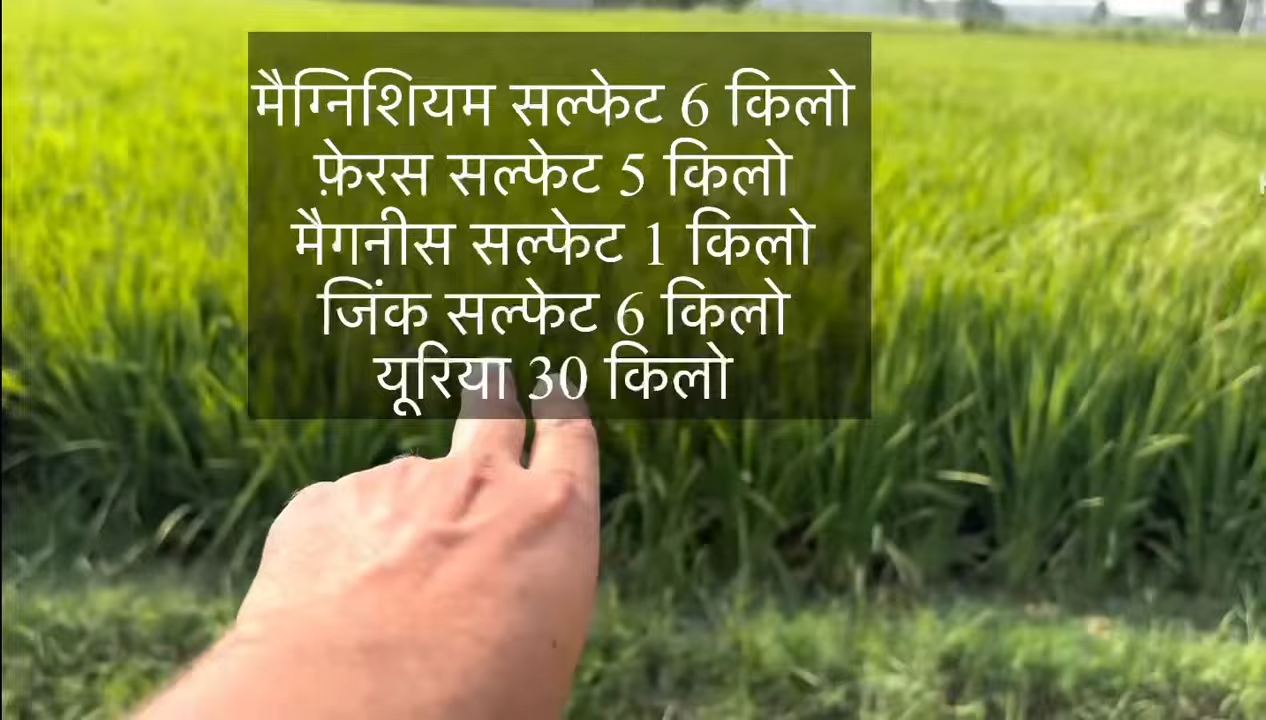 मैग्निशियम सल्फेट 6 किलो
फ़ेरस सल्फेट 5 किलो
मैगनीस सल्फेट 1 किलो
जिंक सल्फेट 6 किलो
यूरिया 30 किलो